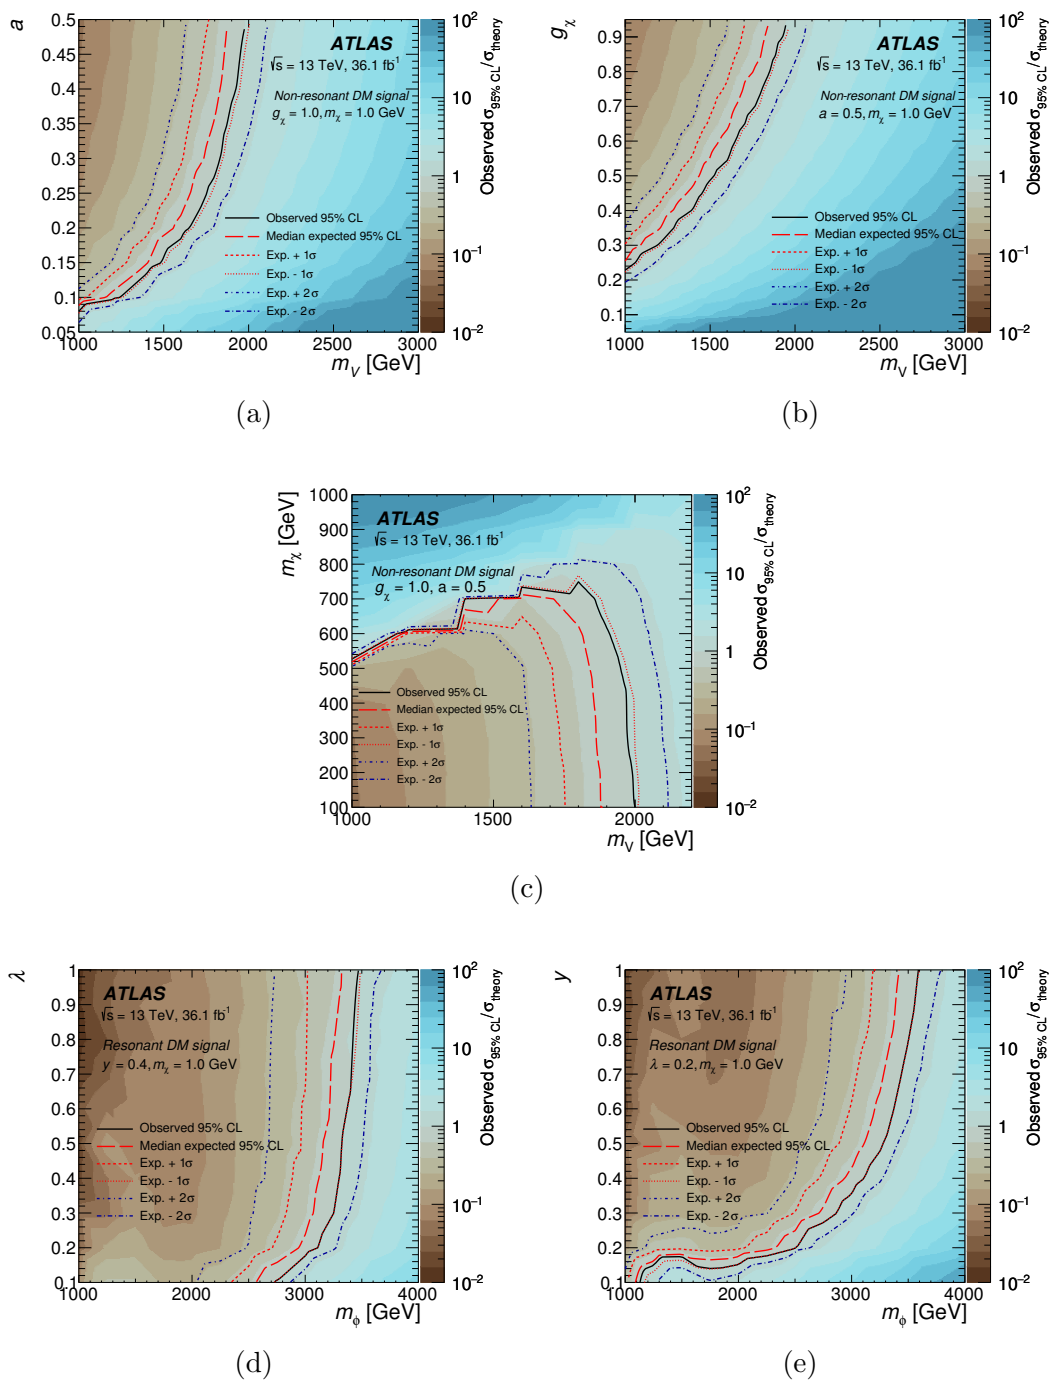 a
0.5
0.45
0.4
0.35
0.3
0.25
0.2
0.15
0.1
0.05
1000 1500 2000 2500 3000
m_V [GeV]
ATLAS
√s = 13 TeV, 36.1 fb⁻¹
Non-resonant DM signal
g_χ = 1.0, m_χ = 1.0 GeV
Observed 95% CL
Median expected 95% CL
Exp. + 1σ
Exp. - 1σ
Exp. + 2σ
Exp. - 2σ
10²
10
1
10⁻¹
10⁻²
Observed σ_95% CL/σ_theory
(a)
g_χ
0.9
0.8
0.7
0.6
0.5
0.4
0.3
0.2
0.1
1000 1500 2000 2500 3000
m_V [GeV]
ATLAS
√s = 13 TeV, 36.1 fb⁻¹
Non-resonant DM signal
a = 0.5, m_χ = 1.0 GeV
Observed 95% CL
Median expected 95% CL
Exp. + 1σ
Exp. - 1σ
Exp. + 2σ
Exp. - 2σ
10²
10
1
10⁻¹
10⁻²
Observed σ_95% CL/σ_theory
(b)
m_χ [GeV]
1000
900
800
700
600
500
400
300
200
100
1000 1500 2000
m_V [GeV]
ATLAS
√s = 13 TeV, 36.1 fb⁻¹
Non-resonant DM signal
g_χ = 1.0, a = 0.5
Observed 95% CL
Median expected 95% CL
Exp. + 1σ
Exp. - 1σ
Exp. + 2σ
Exp. - 2σ
10²
10
1
10⁻¹
10⁻²
Observed σ_95% CL/σ_theory
(c)
λ
1
0.9
0.8
0.7
0.6
0.5
0.4
0.3
0.2
0.1
1000 2000 3000 4000
m_ϕ [GeV]
ATLAS
√s = 13 TeV, 36.1 fb⁻¹
Resonant DM signal
y = 0.4, m_χ = 1.0 GeV
Observed 95% CL
Median expected 95% CL
Exp. + 1σ
Exp. - 1σ
Exp. + 2σ
Exp. - 2σ
10²
10
1
10⁻¹
10⁻²
Observed σ_95% CL/σ_theory
(d)
y
1
0.9
0.8
0.7
0.6
0.5
0.4
0.3
0.2
0.1
1000 2000 3000 4000
m_ϕ [GeV]
ATLAS
√s = 13 TeV, 36.1 fb⁻¹
Resonant DM signal
λ = 0.2, m_χ = 1.0 GeV
Observed 95% CL
Median expected 95% CL
Exp. + 1σ
Exp. - 1σ
Exp. + 2σ
Exp. - 2σ
10²
10
1
10⁻¹
10⁻²
Observed σ_95% CL/σ_theory
(e)